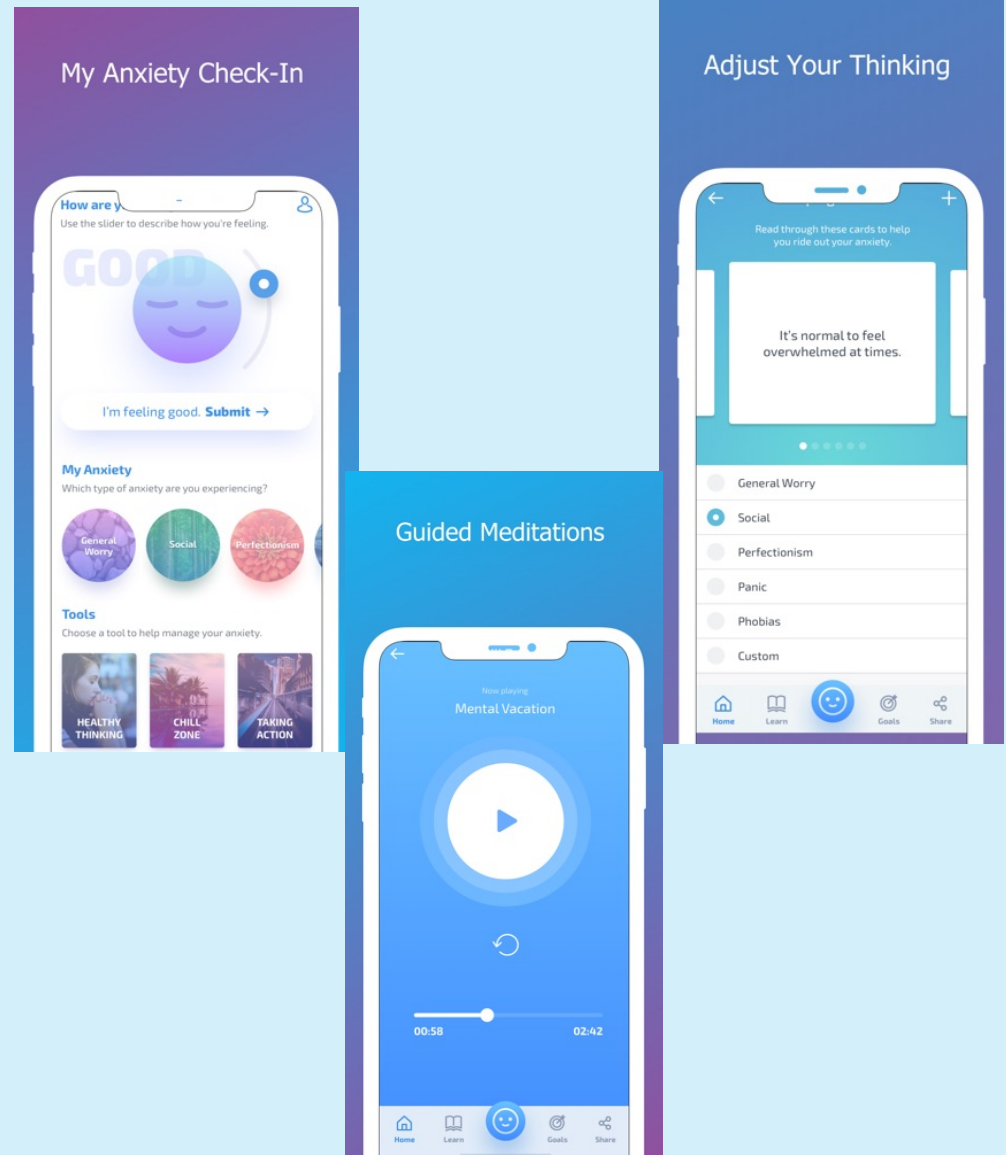 My Anxiety Check-In
How are y
Use the slider to describe how you're feeling.
GOOD
I'm feeling good. Submit →
My Anxiety
Which type of anxiety are you experiencing?
General
Worry
Social
Perfectionism
Tools
Choose a tool to help manage your anxiety.
HEALTHY
THINKING
CHILL
ZONE
TAKING
ACTION
Guided Meditations
Now playing
Mental Vacation
00:58
02:42
Home
Learn
Goals
Share
Adjust Your Thinking
Read through these cards to help
you ride out your anxiety.
It's normal to feel
overwhelmed at times.
General Worry
Social
Perfectionism
Panic
Phobias
Custom
Home
Learn
Goals
Share